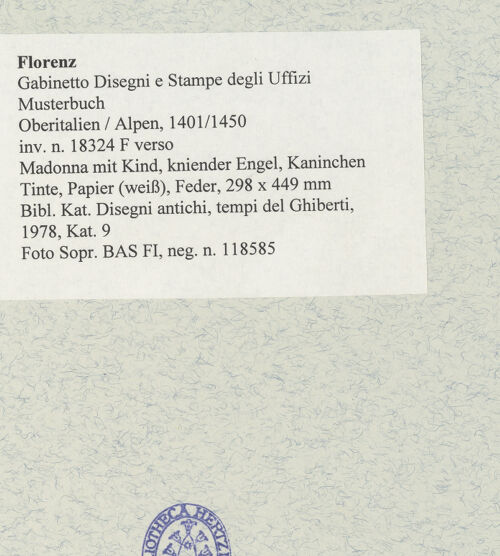 Florenz
Gabinetto Disegni e Stampe degli Uffizi
Musterbuch
Oberitalien / Alpen, 1401/1450
inv. n. 18324 F verso
Madonna mit Kind, kniender Engel, Kaninchen
Tinte, Papier (weiß), Feder, 298 x 449 mm
Bibl. Kat. Disegni antichi, tempi del Ghiberti,
1978, Kat. 9
Foto Sopr. BAS FI, neg. n. 118585
LIOTHECA HERTZI